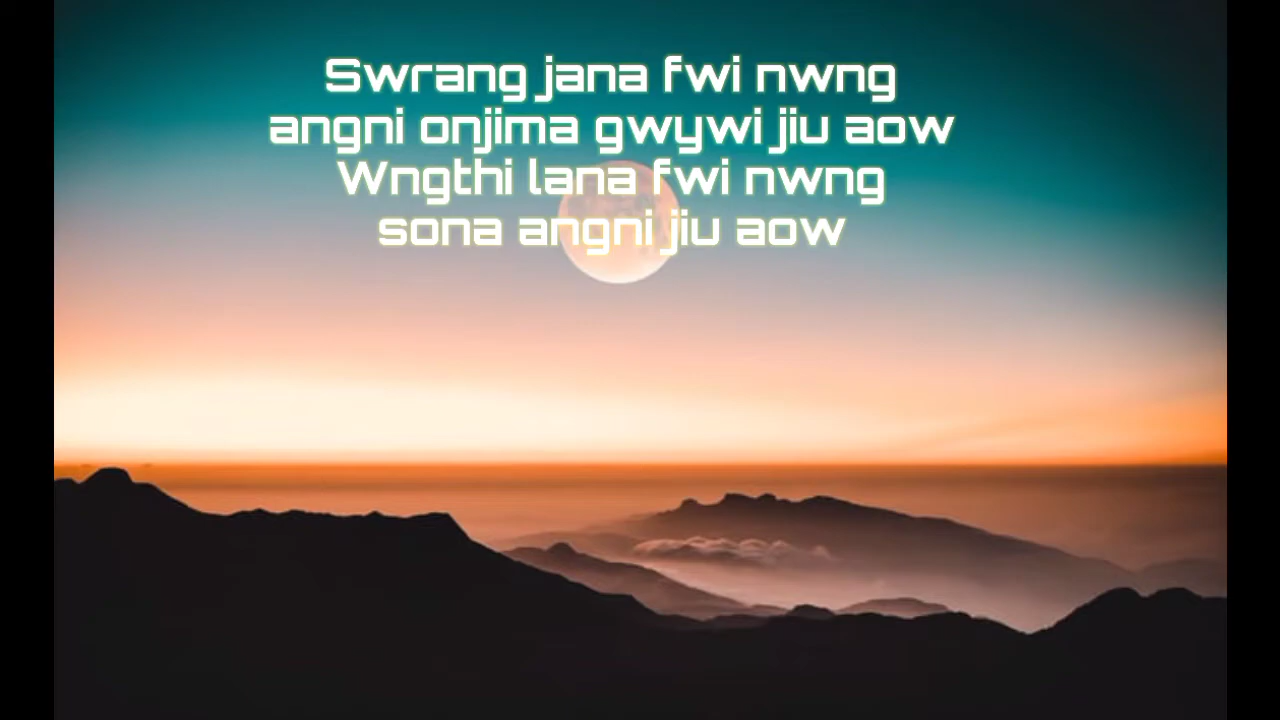 Swrang jana fwi nwng
angni onjima gwywi jiu aow
Wngthi lana fwi nwng
sona angni jiu aow